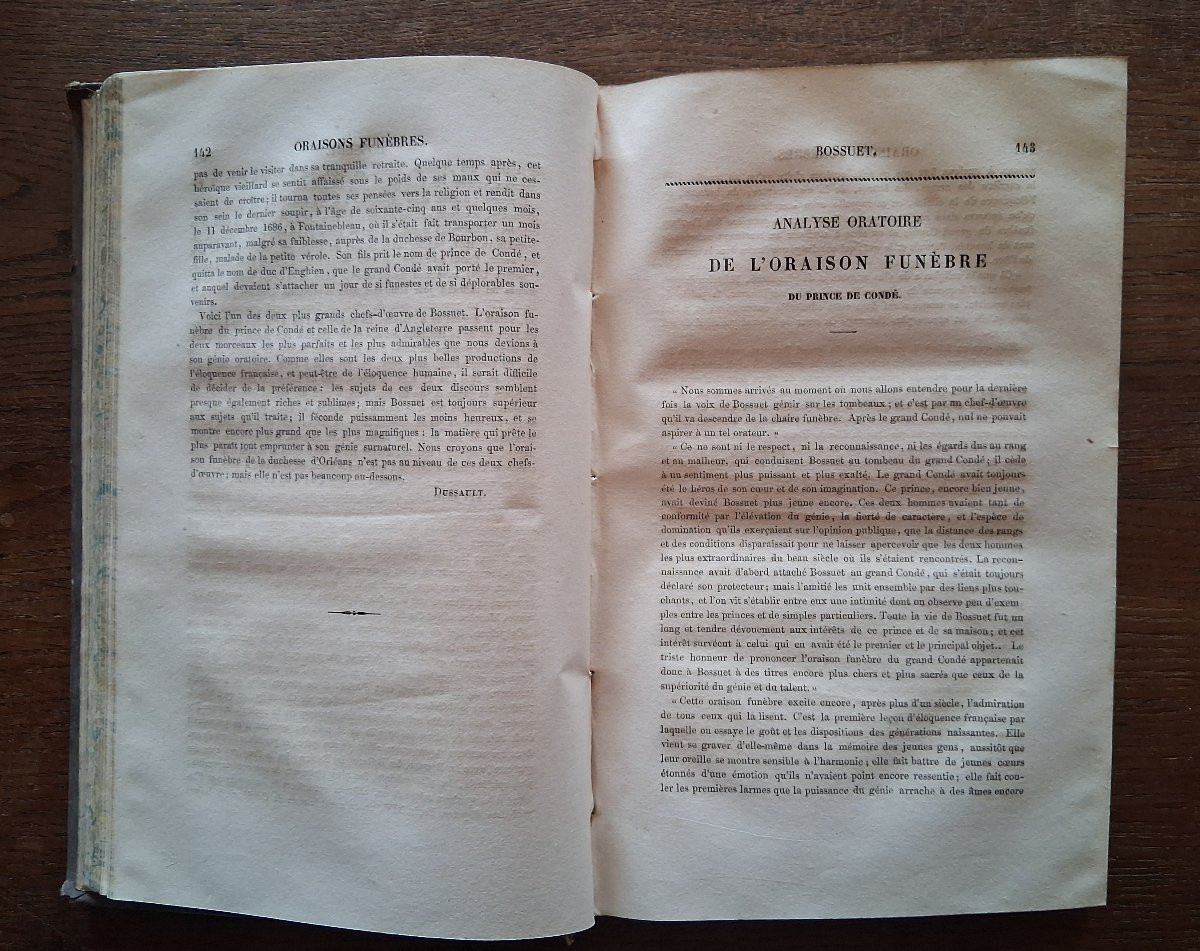 142
ORAISONS FUNÈBRES.
pas de venir le visiter dans sa tranquille retraite. Quelque temps après, cet
héroïque vieillard se sentit affaissé sous le poids de ses maux qui ne ces-
saient de croître; il tourna toutes ses pensées vers la religion et rendit dans
son sein le dernier soupir, à l'âge de soixante-cinq ans et quelques mois,
le 11 décembre 1686, à Fontainebleau, où il s'était fait transporter un mois
auparavant, malgré sa faiblesse, auprès de la duchesse de Bourbon, sa petite-
fille, malade de la petite vérole. Son fils prit le nom de prince de Condé, et
quitta le nom de duc d'Enghien, que le grand Condé avait porté le premier,
et auquel devaient s'attacher un jour de si funestes et de si déplorables sou-
venirs.
Voici l'un des deux plus grands chefs-d'œuvre de Bossuet. L'oraison fu-
nèbre du prince de Condé et celle de la reine d'Angleterre passent pour les
deux morceaux les plus parfaits et les plus admirables que nous devions à
son génie oratoire. Comme elles sont les deux plus belles productions de
l'éloquence française, et peut-être de l'éloquence humaine, il serait difficile
de décider de la préférence: les sujets de ces deux discours semblent
presque également riches et sublimes; mais Bossuet est toujours supérieur
aux sujets qu'il traite; il féconde puissamment les moins heureux, et se
montre encore plus grand que les plus magnifiques: la matière qui prête le
plus paraît tout emprunter à son génie surnaturel. Nous croyons que l'orai-
son funèbre de la duchesse d'Orléans n'est pas au niveau de ces deux chefs-
d'œuvre; mais elle n'est pas beaucoup au-dessons.
DUSSAULT.
BOSSUET.
143
ANALYSE ORATOIRE
DE L'ORAISON FUNÈBRE
DU PRINCE DE CONDÉ.
« Nous sommes arrivés au moment où nous allons entendre pour la dernière
fois la voix de Bossuet gémir sur les tombeaux; et c'est par un chef-d'œuvre
qu'il va descendre de la chaire funèbre. Après le grand Condé, nul ne pouvait
aspirer à un tel orateur. »
« Ce ne sont ni le respect, ni la reconnaissance, ni les égards dus au rang
et au malheur, qui conduisent Bossuet au tombeau du grand Condé; il cède
à un sentiment plus puissant et plus exalté. Le grand Condé avait toujours
été le héros de son cœur et de son imagination. Ce prince, encore bien jeune,
avait deviné Bossuet plus jeune encore. Ces deux hommes avaient tant de
conformité par l'élévation du génie, la fierté de caractère, et l'espèce de
domination qu'ils exerçaient sur l'opinion publique, que la distance des rangs
et des conditions disparaissait pour ne laisser apercevoir que les deux hommes
les plus extraordinaires du beau siècle où ils s'étaient rencontrés. La recon-
naissance avait d'abord attaché Bossuet au grand Condé, qui s'était toujours
déclaré son protecteur; mais l'amitié les unit ensemble par des liens plus tou-
chants, et l'on vit s'établir entre eux une intimité dont on observe peu d'exem
ples entre les princes et de simples particuliers. Toute la vie de Bossuet fut un
long et tendre dévouement aux intérêts de ce prince et de sa maison; et cet
intérêt survécut à celui qui en avait été le premier et le principal objet.. Le
triste honneur de prononcer l'oraison funèbre du grand Condé appartenait
donc à Bossuet à des titres encore plus chers et plus sacrés que ceux de la
supériorité du génie et du talent. »
« Cette oraison funèbre excite encore, après plus d'un siècle, l'admiration
de tous ceux qui la lisent. C'est la première leçon d'éloquence française par
laquelle on essaye le goût et les dispositions des générations naissantes. Elle
vient se graver d'elle-même dans la mémoire des jeunes gens, aussitôt que
leur oreille se montre sensible à l'harmonie; elle fait battre de jeunes cœurs
étonnés d'une émotion qu'ils n'avaient point encore ressentie; elle fait cou-
ler les premières larmes que la puissance du génie arrache à des âmes encore